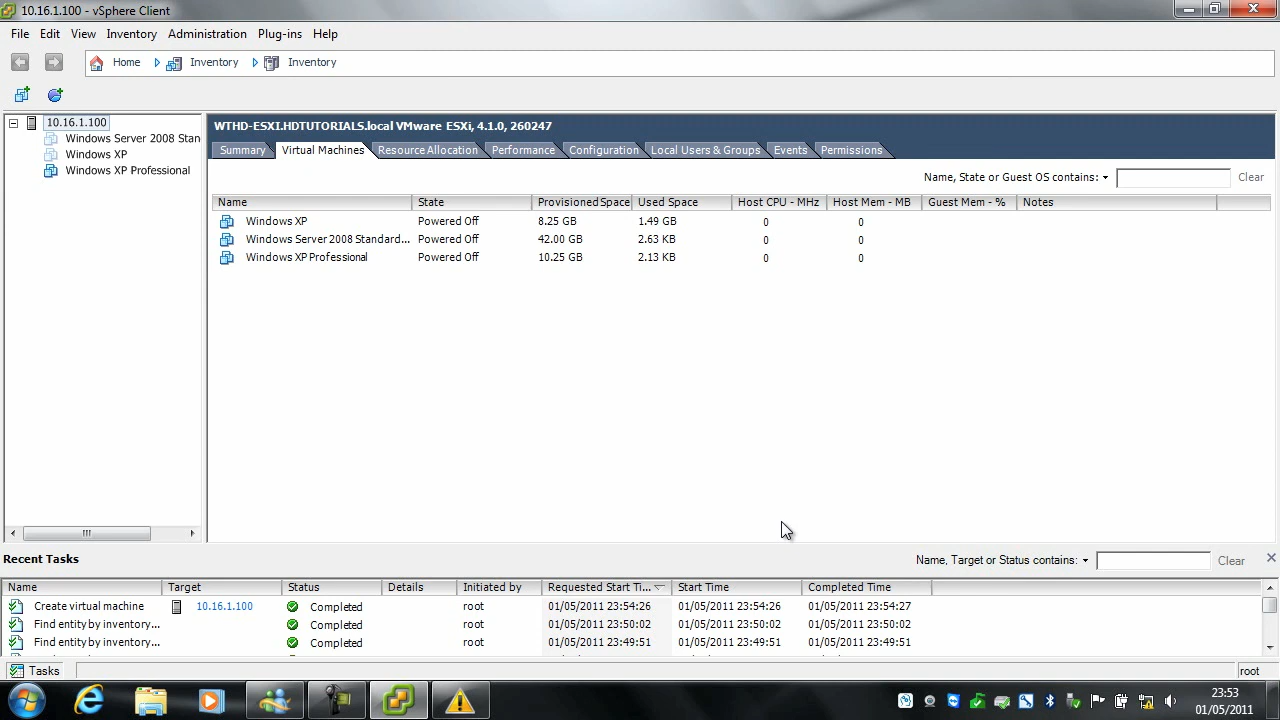 10.16.1.100 - vSphere Client
File Edit View Inventory Administration Plug-ins Help
Home Inventory Inventory
10.16.1.100
Windows Server 2008 Stan
Windows XP
Windows XP Professional
WTHD-ESXI.HDTUTORIALS.local VMware ESXi, 4.1.0, 260247
Summary Virtual Machines Resource Allocation Performance Configuration Local Users & Groups Events Permissions
Name, State or Guest OS contains: Clear
Name State Provisioned Space Used Space Host CPU - MHz Host Mem - MB Guest Mem - % Notes
Windows XP Powered Off 8.25 GB 1.49 GB 0 0
Windows Server 2008 Standard... Powered Off 42.00 GB 2.63 KB 0 0
Windows XP Professional Powered Off 10.25 GB 2.13 KB 0 0
Recent Tasks Name, Target or Status contains: Clear
Name Target Status Details Initiated by Requested Start Ti... Start Time Completed Time
Create virtual machine 10.16.1.100 Completed root 01/05/2011 23:54:26 01/05/2011 23:54:26 01/05/2011 23:54:27
Find entity by inventory... Completed root 01/05/2011 23:50:02 01/05/2011 23:50:02 01/05/2011 23:50:02
Find entity by inventory... Completed root 01/05/2011 23:49:51 01/05/2011 23:49:51 01/05/2011 23:49:51
Tasks root
23:53
01/05/2011